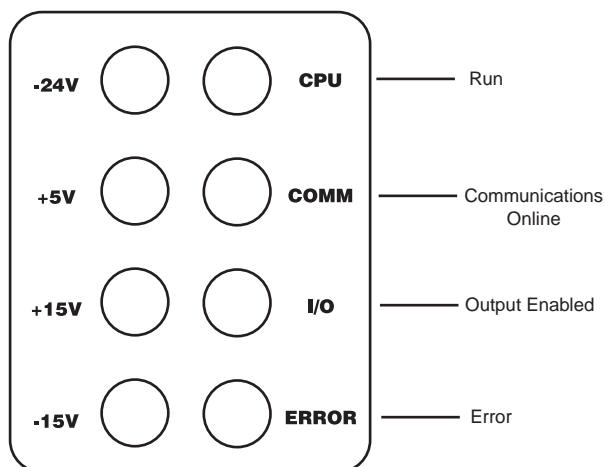 -24V CPU Run
+5V COMM Communications
Online
+15V I/O Output Enabled
-15V ERROR Error